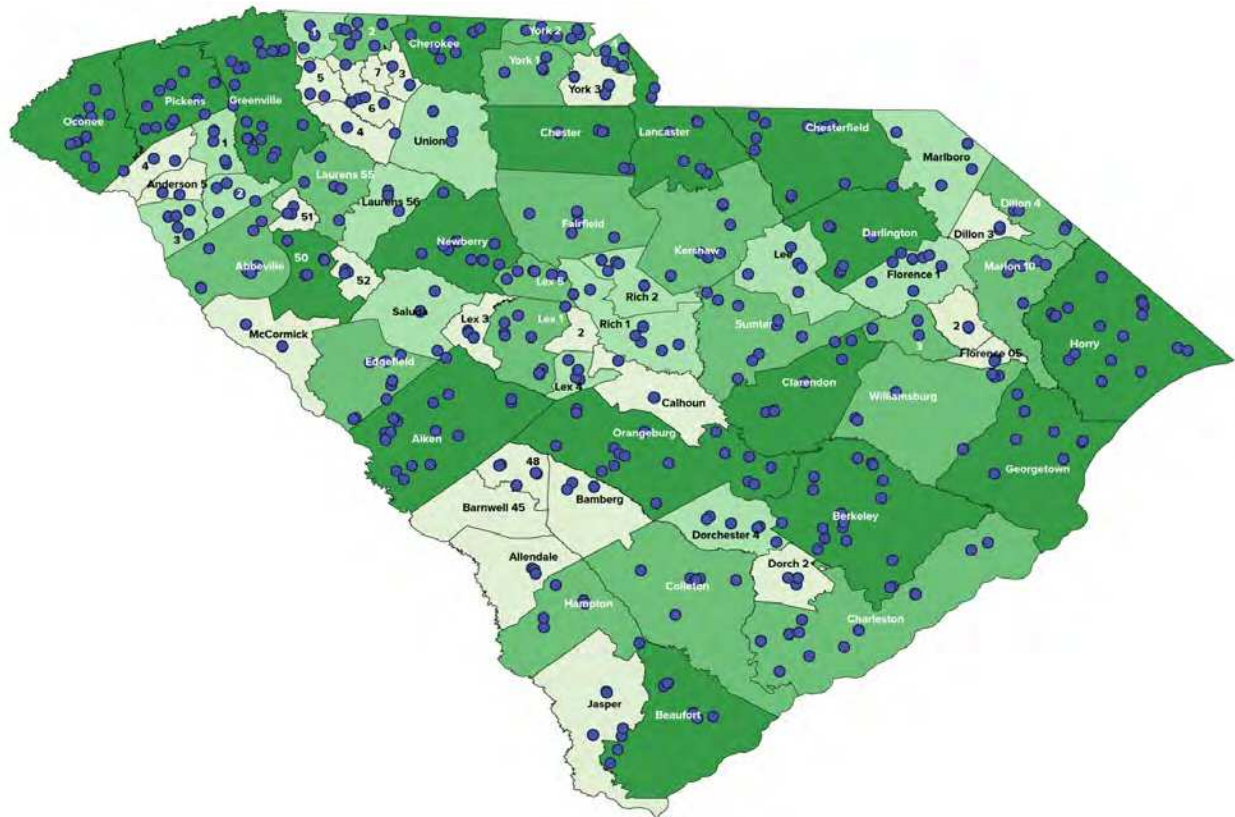 1
2
Cherokee
York 2
4
5
7
3
York 1
York 3
Pickens
Greenville
6
Oconee
4
Chester
Lancaster
Chesterfield
Union
1
4
Marlboro
Anderson 5
Laurens 55
2
Laurens 56
51
Dillon 4
3
Fairfield
Darlington
Dillon 3
Newberry
Kershaw
Lee
50
Abbeville
Marion 10
52
Florence 1
Lex 5
Rich 2
Saluda
Lex 3
Lex 1
Rich 1
Sumter
2
2
McCormick
3
Horry
Florence 05
Edgefield
Lex 4
Clarendon
Calhoun
Williamsburg
Aiken
Orangeburg
48
Georgetown
Barnwell 45
Bamberg
Berkeley
Dorchester 4
Allendale
Dorch 2
Colleton
Hampton
Charleston
Jasper
Beaufort